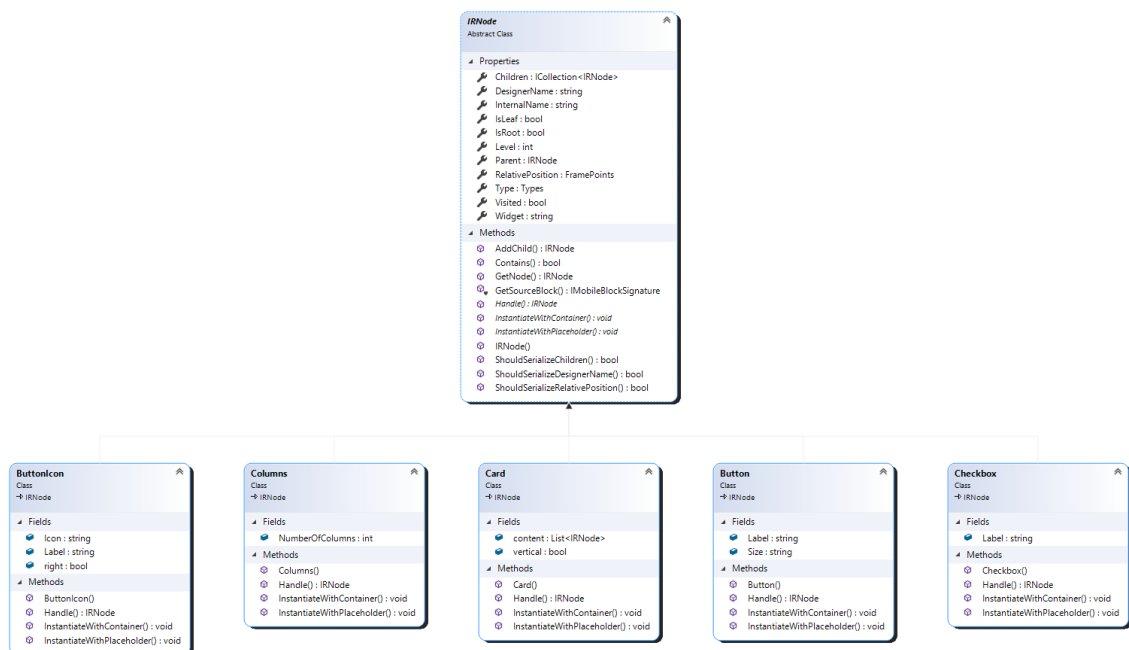 IRNode
Abstract Class
Properties
Children : ICollection<IRNode>
DesignerName : string
InternalName : string
IsLeaf : bool
IsRoot : bool
Level : int
Parent : IRNode
RelativePosition : FramePoints
Type : Types
Visited : bool
Widget : string
Methods
AddChild() : IRNode
Contains() : bool
GetNode() : IRNode
GetSourceBlock() : IMobileBlockSignature
Handle() : IRNode
InstantiateWithContainer() : void
InstantiateWithPlaceholder() : void
IRNode()
ShouldSerializeChildren() : bool
ShouldSerializeDesignerName() : bool
ShouldSerializeRelativePosition() : bool
ButtonIcon
Class
IRNode
Fields
Icon : string
Label : string
right : bool
Methods
ButtonIcon()
Handle() : IRNode
InstantiateWithContainer() : void
InstantiateWithPlaceholder() : void
Columns
Class
IRNode
Fields
NumberOfColumns : int
Methods
Columns()
Handle() : IRNode
InstantiateWithContainer() : void
InstantiateWithPlaceholder() : void
Card
Class
IRNode
Fields
content : List<IRNode>
vertical : bool
Methods
Card()
Handle() : IRNode
InstantiateWithContainer() : void
InstantiateWithPlaceholder() : void
Button
Class
IRNode
Fields
Label : string
Size : string
Methods
Button()
Handle() : IRNode
InstantiateWithContainer() : void
InstantiateWithPlaceholder() : void
Checkbox
Class
IRNode
Fields
Label : string
Methods
Checkbox()
Handle() : IRNode
InstantiateWithContainer() : void
InstantiateWithPlaceholder() : void